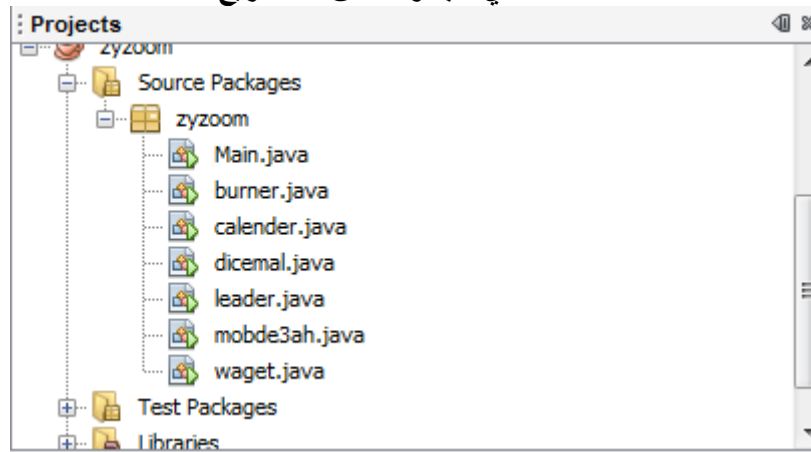 Projects
zyzoom
Source Packages
zyzoom
Main.java
burner.java
calender.java
dicemal.java
leader.java
mobde3ah.java
waget.java
Test Packages
Libraries